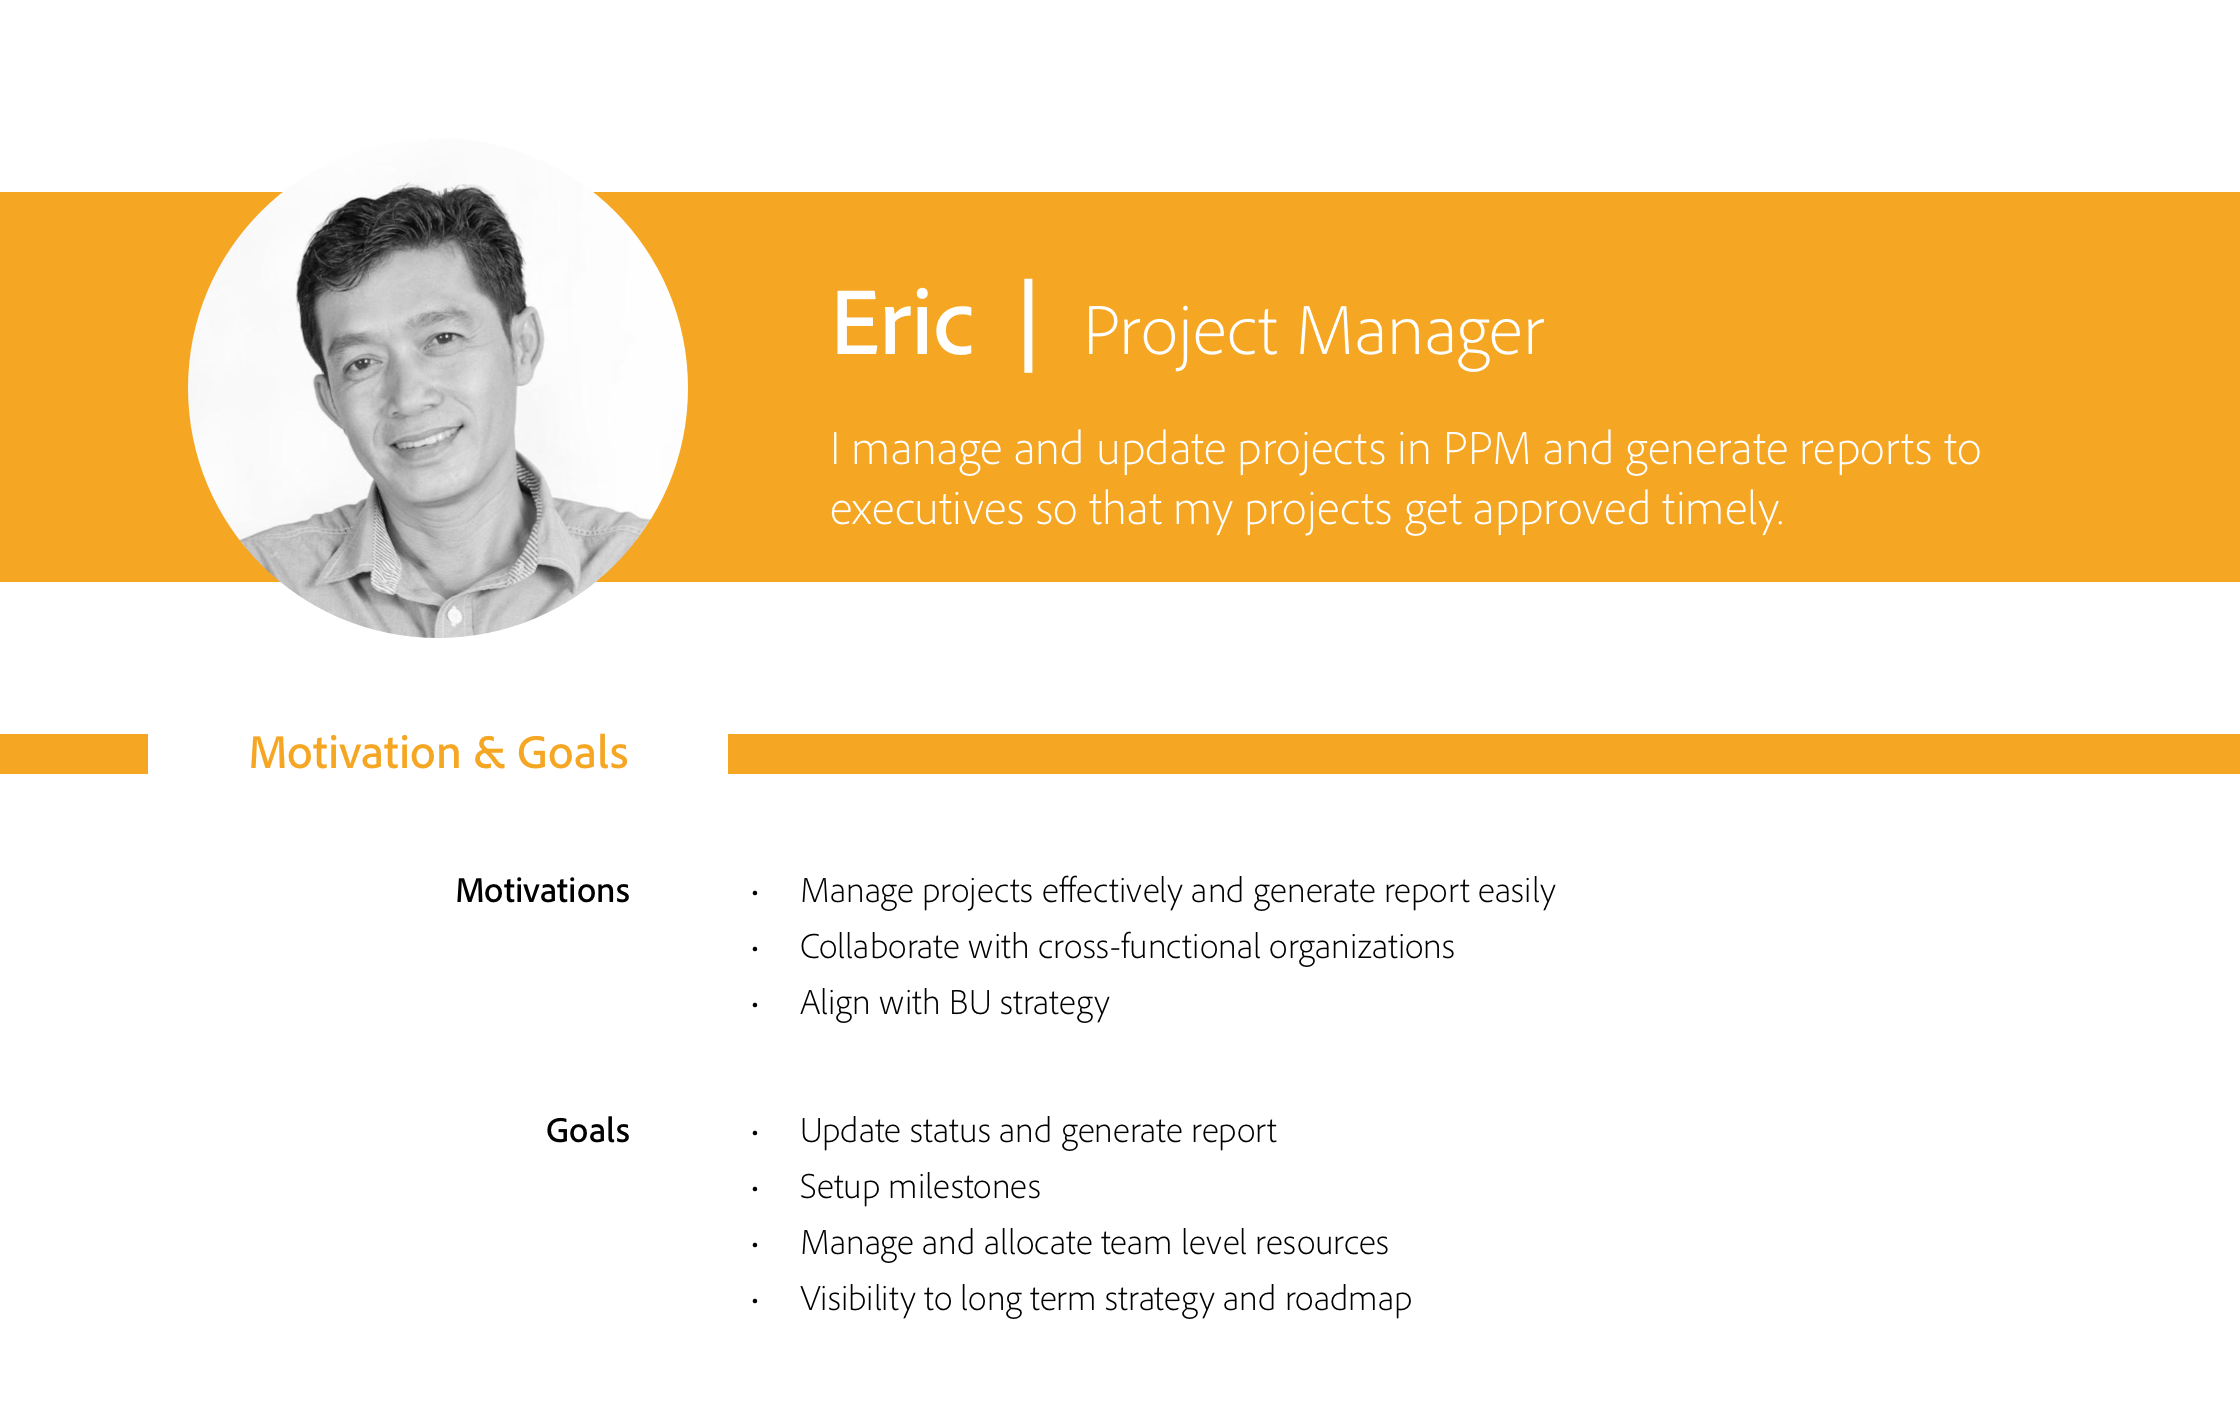 Eric | Project Manager
I manage and update projects in PPM and generate reports to
executives so that my projects get approved timely.
Motivation & Goals
Motivations
• Manage projects effectively and generate report easily
• Collaborate with cross-functional organizations
• Align with BU strategy
Goals
• Update status and generate report
• Setup milestones
• Manage and allocate team level resources
• Visibility to long term strategy and roadmap